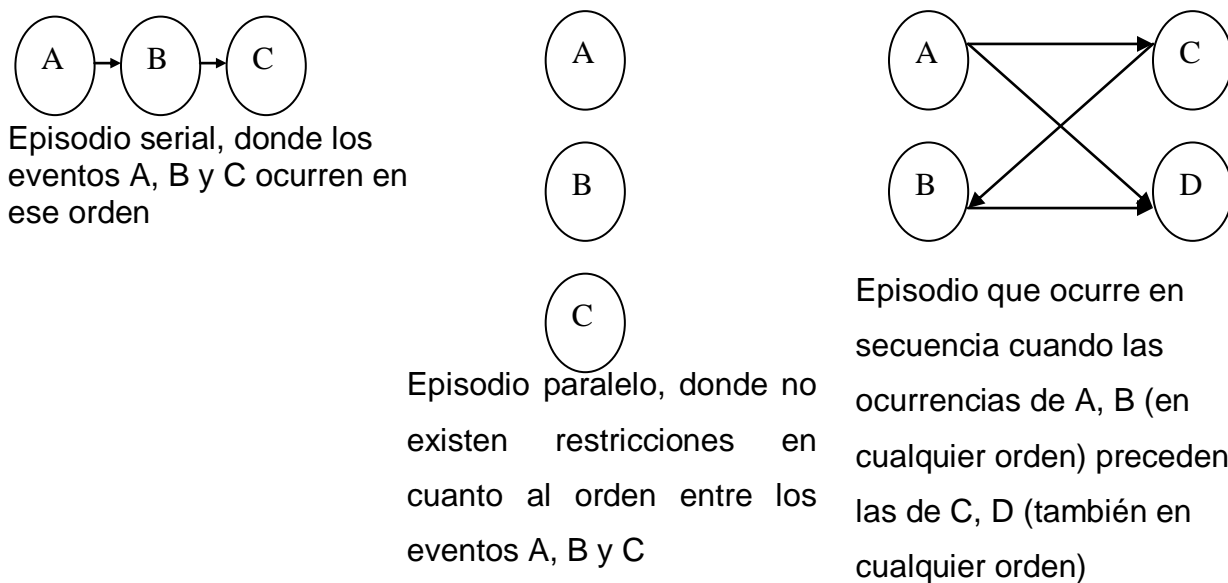 A B C
Episodio serial, donde los
eventos A, B y C ocurren en
ese orden
A
B
C
Episodio paralelo, donde no
existen restricciones en
cuanto al orden entre los
eventos A, B y C
A C
B D
Episodio que ocurre en
secuencia cuando las
ocurrencias de A, B (en
cualquier orden) preceden
las de C, D (también en
cualquier orden)